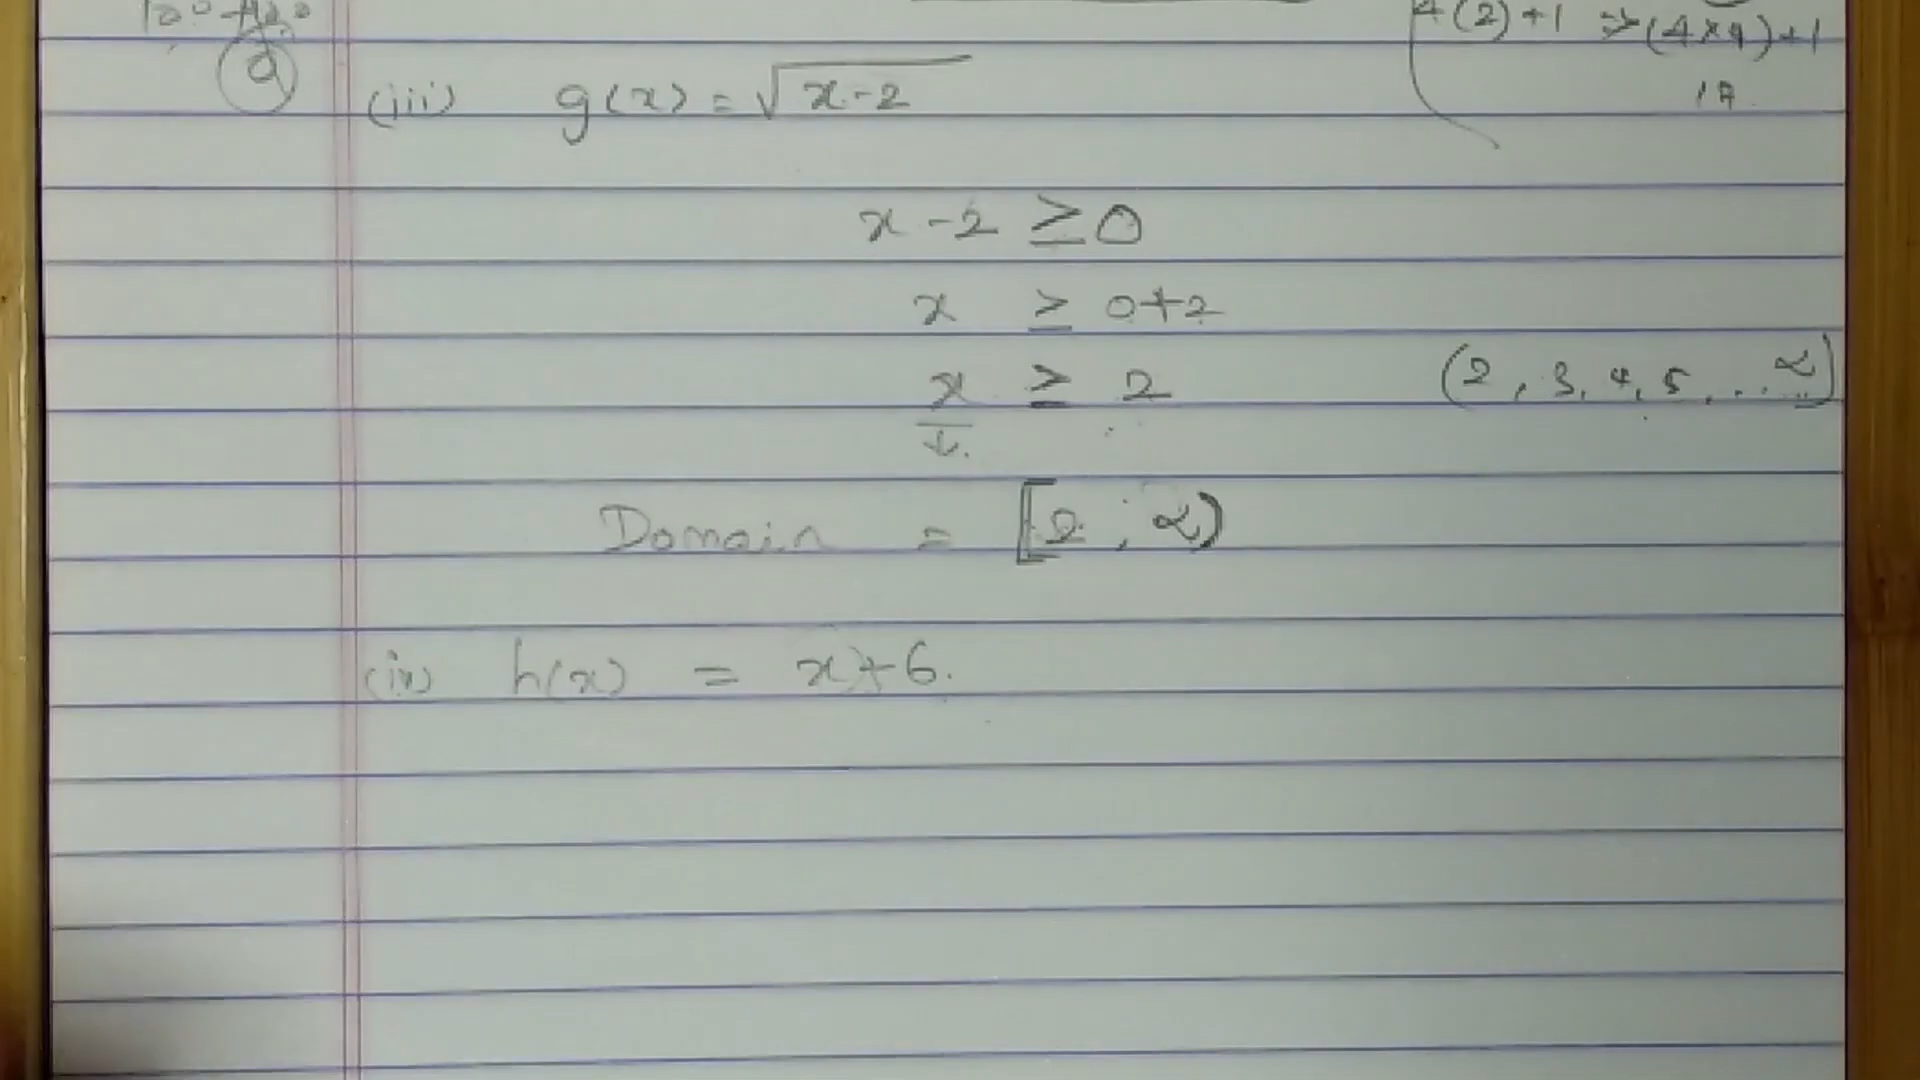 4(2)+1 => (4×4)+1
17
(iii) g(x) = √x-2
x - 2 ≥ 0
x ≥ 0+2
x ≥ 2 (2, 3, 4, 5, ... ∝)
↓
Domain = [2, ∝)
(iv) h(x) = x+6.